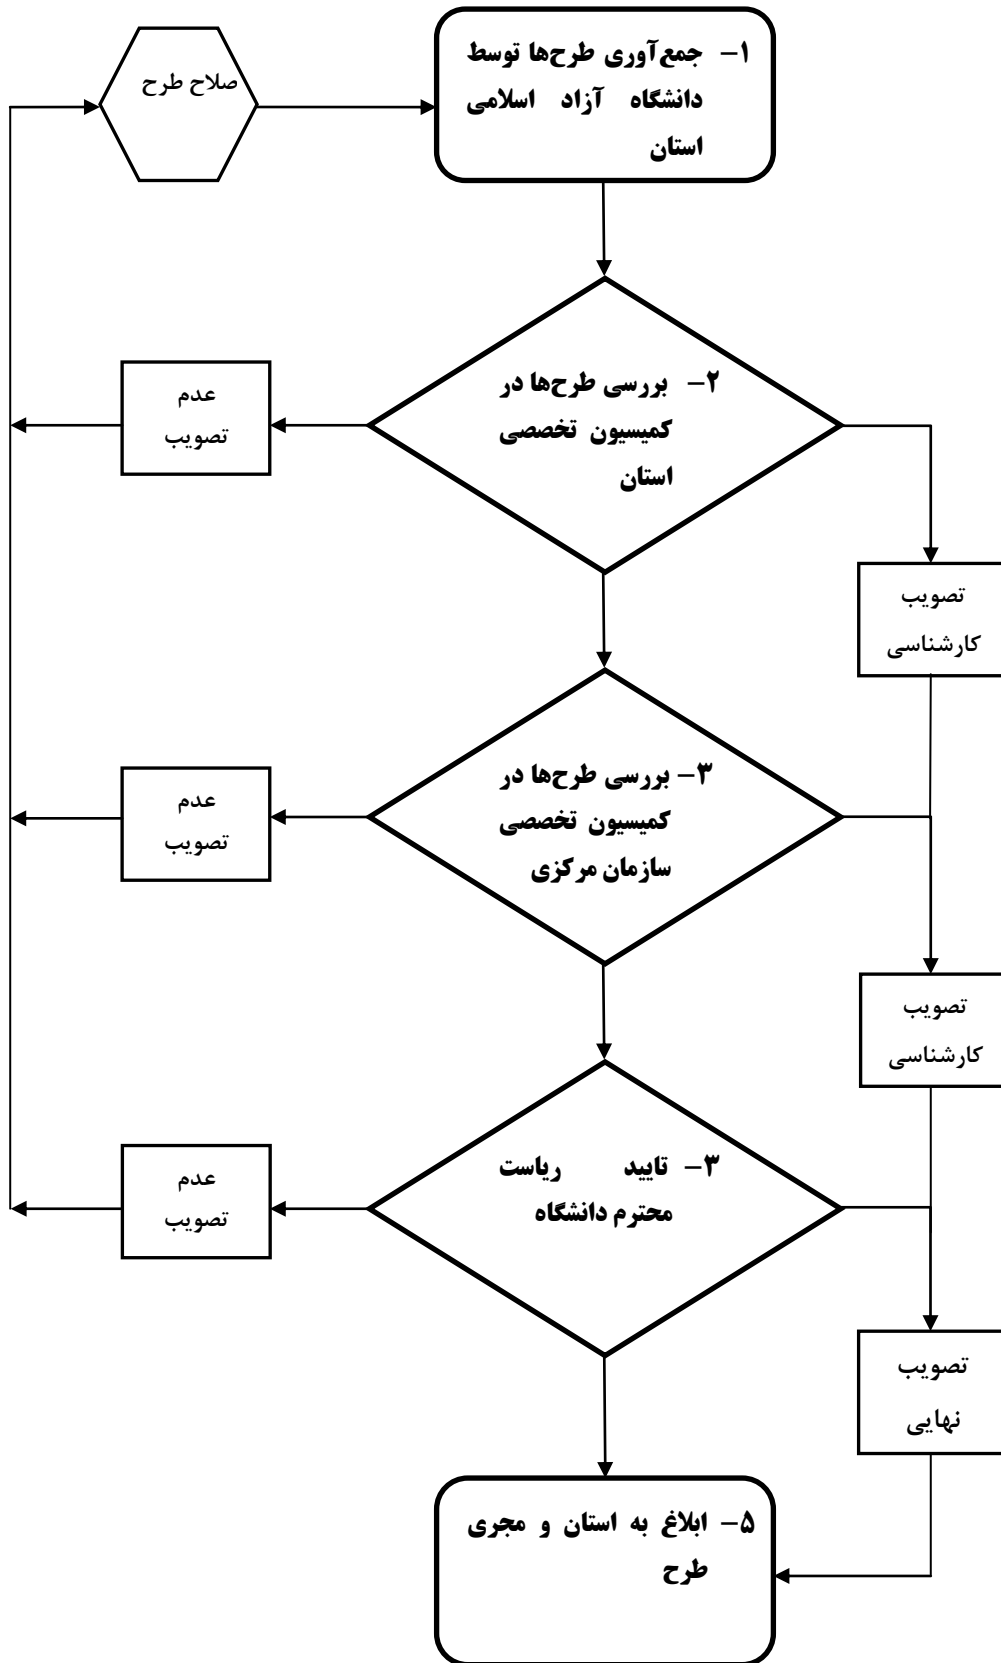 صلاح طرح
۱- جمع‌آوری طرح‌ها توسط
دانشگاه آزاد اسلامی
استان
۲- بررسی طرح‌ها در
کمیسیون تخصصی
استان
عدم
تصویب
تصویب
کارشناسی
۳- بررسی طرح‌ها در
کمیسیون تخصصی
سازمان مرکزی
عدم
تصویب
تصویب
کارشناسی
۳- تایید ریاست
محترم دانشگاه
عدم
تصویب
تصویب
نهایی
۵- ابلاغ به استان و مجری
طرح